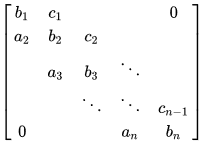 b₁ c₁ 0
a₂ b₂ c₂
a₃ b₃ ⋱
⋱ ⋱ cₙ₋₁
0 aₙ bₙ